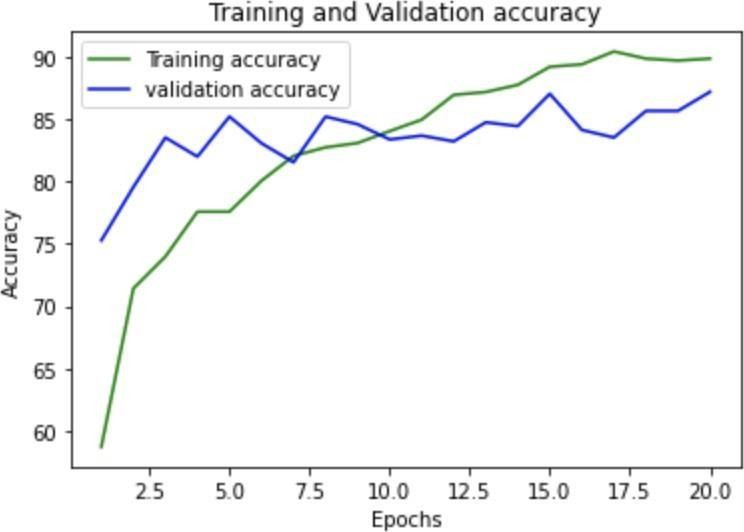 Training and Validation accuracy
Training accuracy
validation accuracy
90
85
80
75
70
65
60
Accuracy
2.5 5.0 7.5 10.0 12.5 15.0 17.5 20.0
Epochs